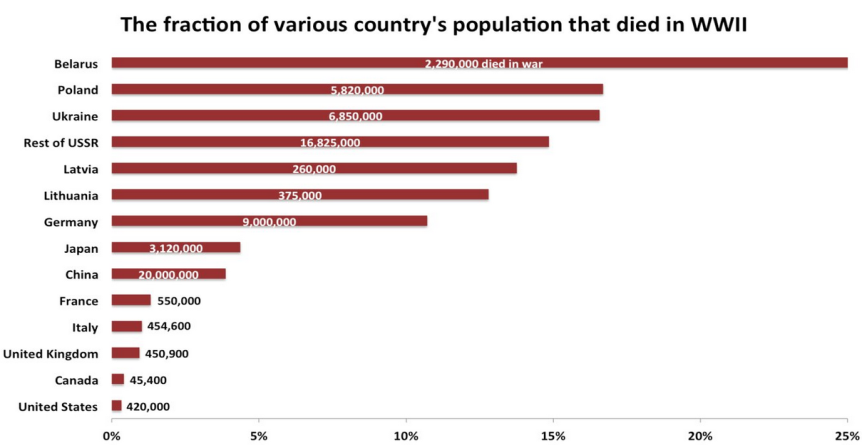 The fraction of various country's population that died in WWII
Belarus 2,290,000 died in war
Poland 5,820,000
Ukraine 6,850,000
Rest of USSR 16,825,000
Latvia 260,000
Lithuania 375,000
Germany 9,000,000
Japan 3,120,000
China 20,000,000
France 550,000
Italy 454,600
United Kingdom 450,900
Canada 45,400
United States 420,000
0% 5% 10% 15% 20% 25%